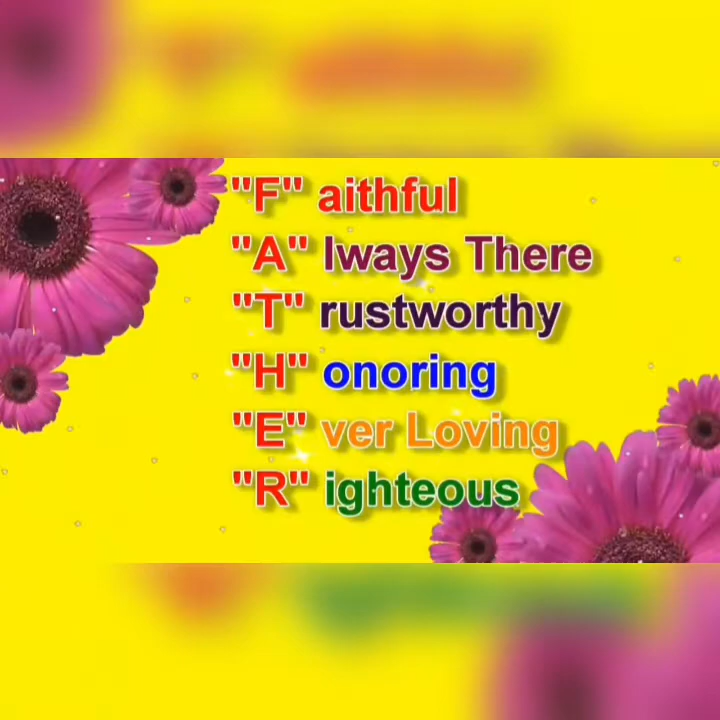 "F" aithful
"A" lways There
"T" rustworthy
"H" onoring
"E" ver Loving
"R" ighteous